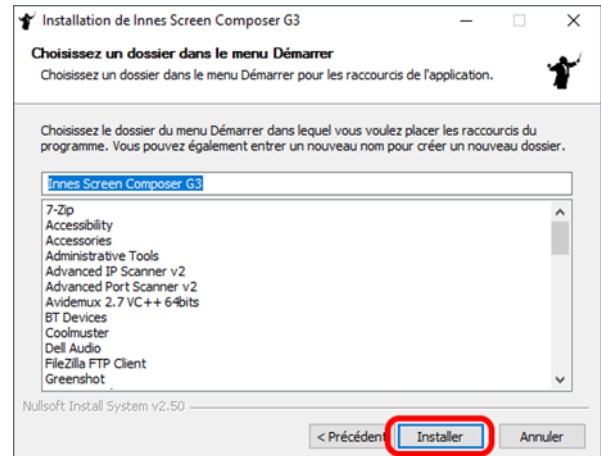 Installation de Innes Screen Composer G3
Choisissez un dossier dans le menu Démarrer
Choisissez un dossier dans le menu Démarrer pour les raccourcis de l'application.
Choisissez le dossier du menu Démarrer dans lequel vous voulez placer les raccourcis du
programme. Vous pouvez également entrer un nouveau nom pour créer un nouveau dossier.
Innes Screen Composer G3
7-Zip
Accessibility
Accessories
Administrative Tools
Advanced IP Scanner v2
Advanced Port Scanner v2
Avidemux 2.7 VC++ 64bits
BT Devices
Coolmuster
Dell Audio
FileZilla FTP Client
Greenshot
Nullsoft Install System v2.50
< Précédent Installer Annuler